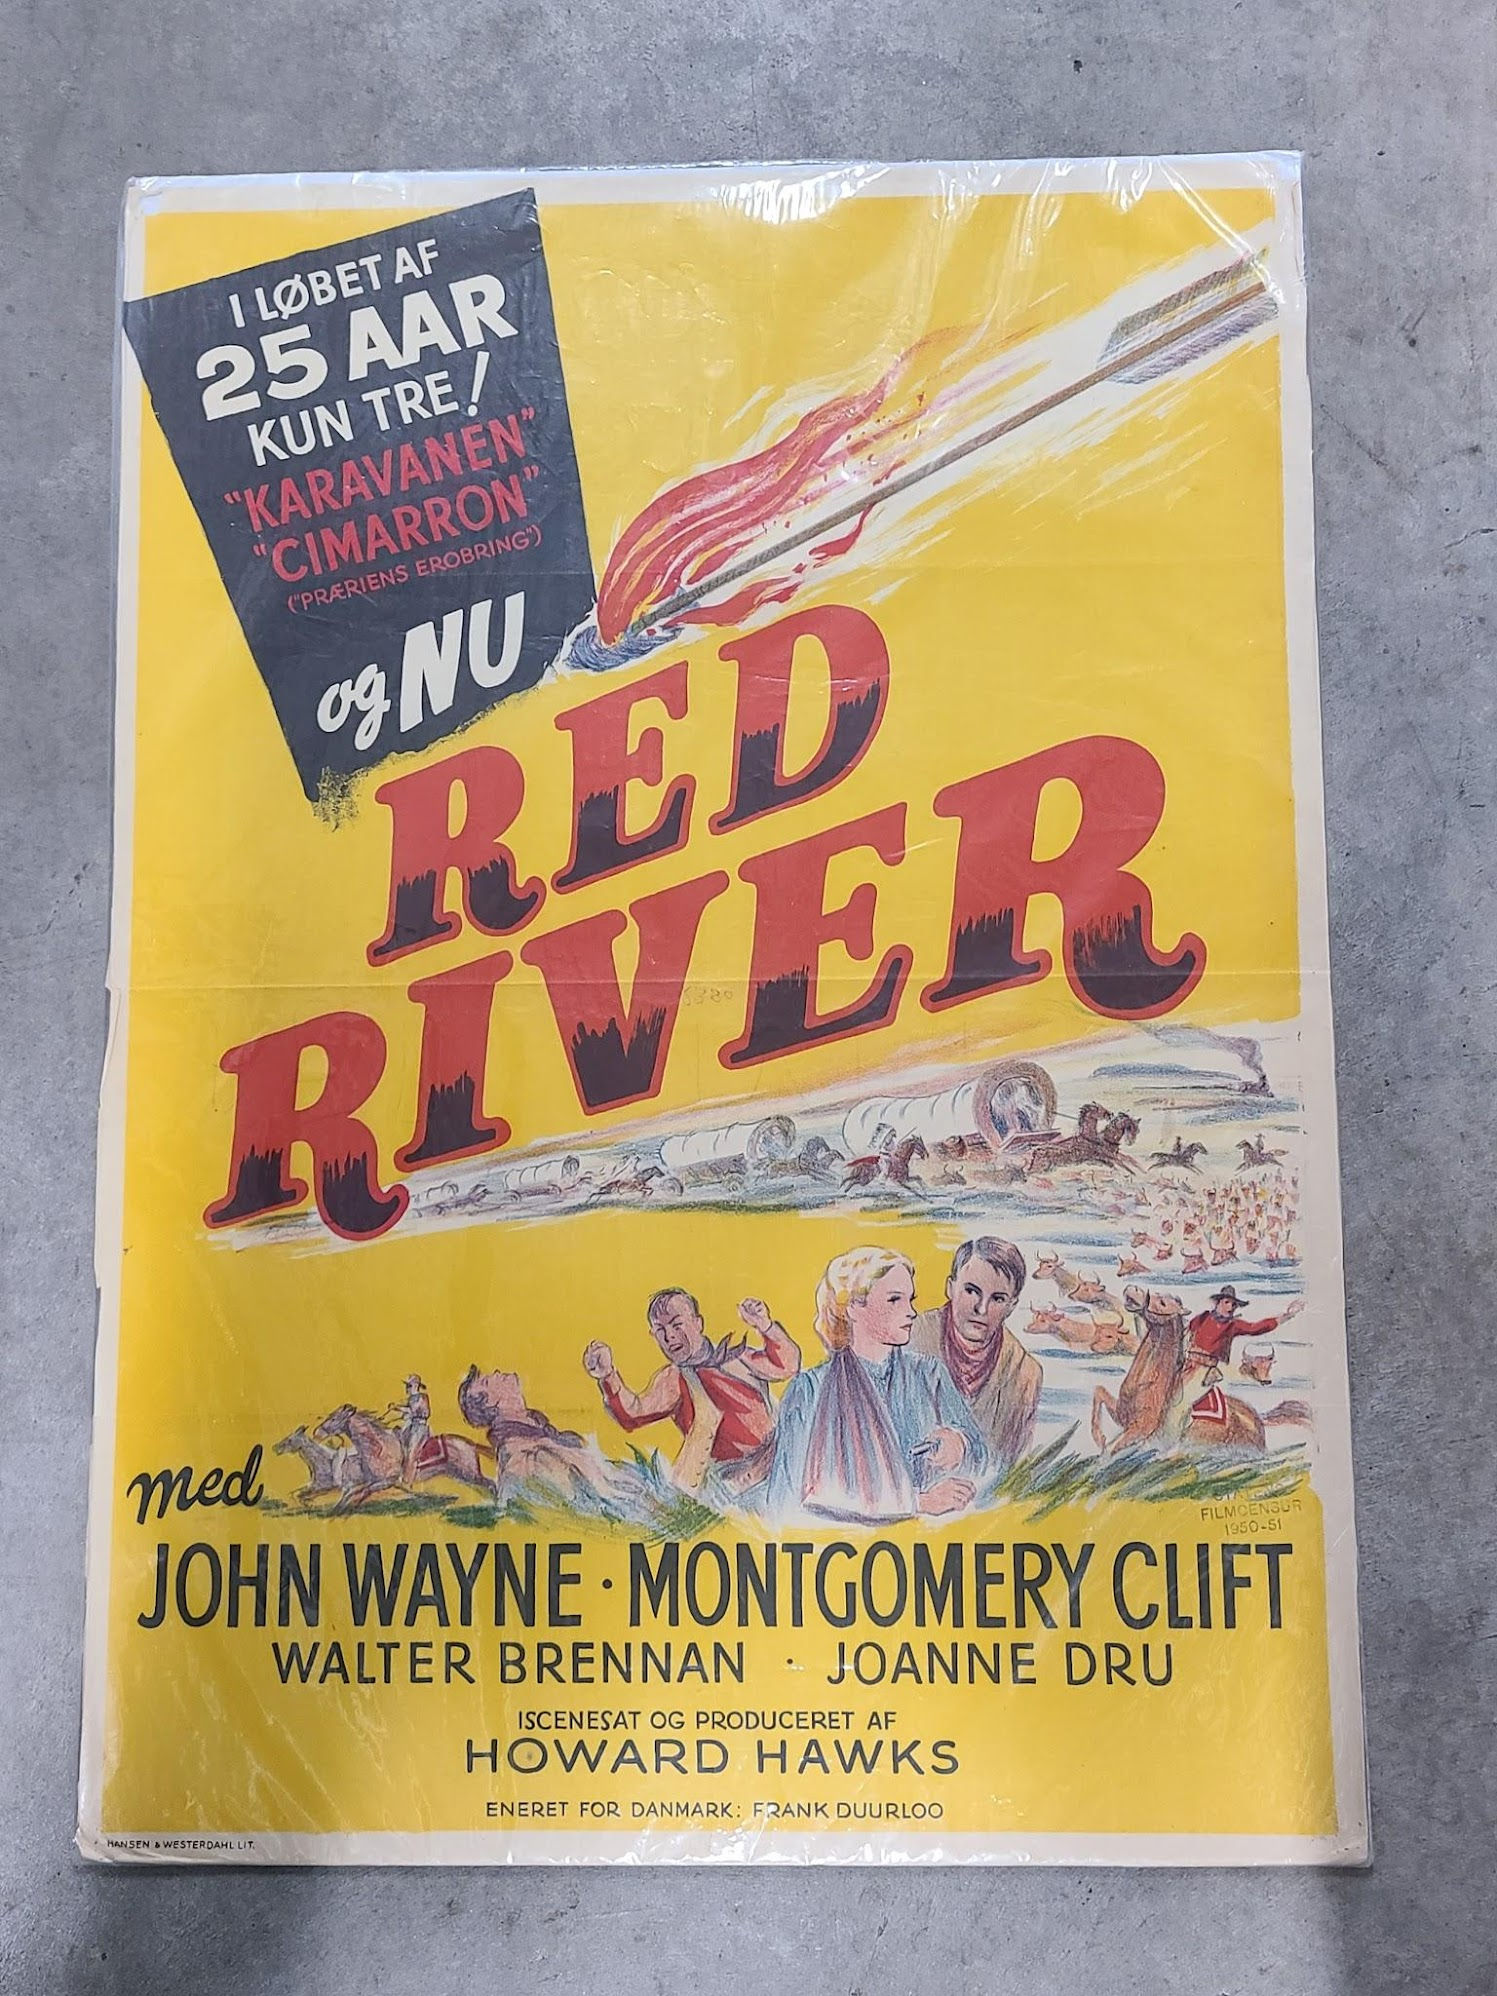 I LØBET AF
25 AAR
KUN TRE!
"KARAVANEN"
"CIMARRON"
("PRÆRIENS EROBRING")
og NU
RED
RIVER
med
FILMCENSUR
1950-51
JOHN WAYNE · MONTGOMERY CLIFT
WALTER BRENNAN · JOANNE DRU
ISCENESAT OG PRODUCERET AF
HOWARD HAWKS
ENERET FOR DANMARK: FRANK DUURLOO
HANSEN & WESTERDAHL LIT.